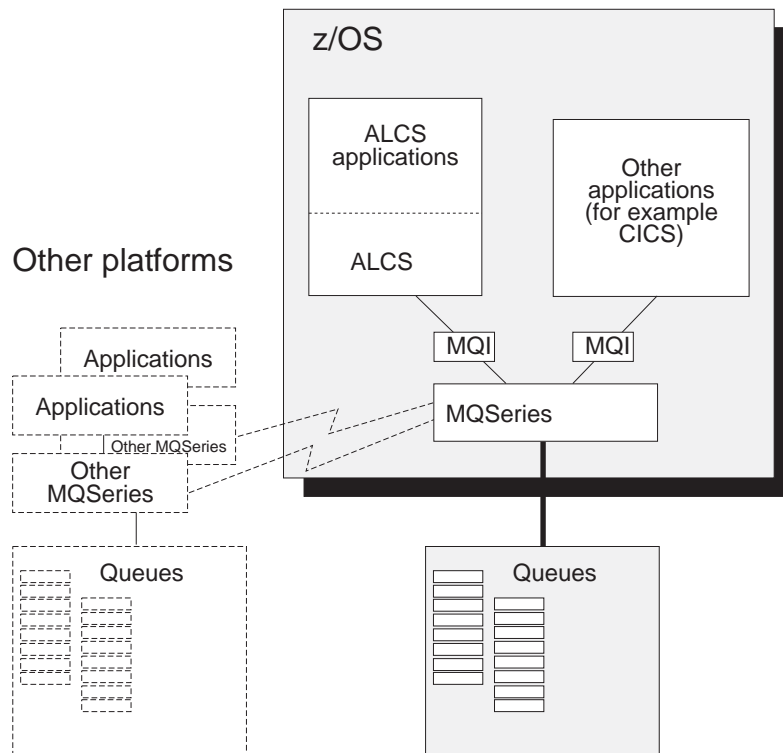 z/OS
ALCS
applications
ALCS
Other
applications
(for example
CICS)
Other platforms
MQI
MQI
Applications
Applications
MQSeries
Other MQSeries
Other
MQSeries
Queues
Queues